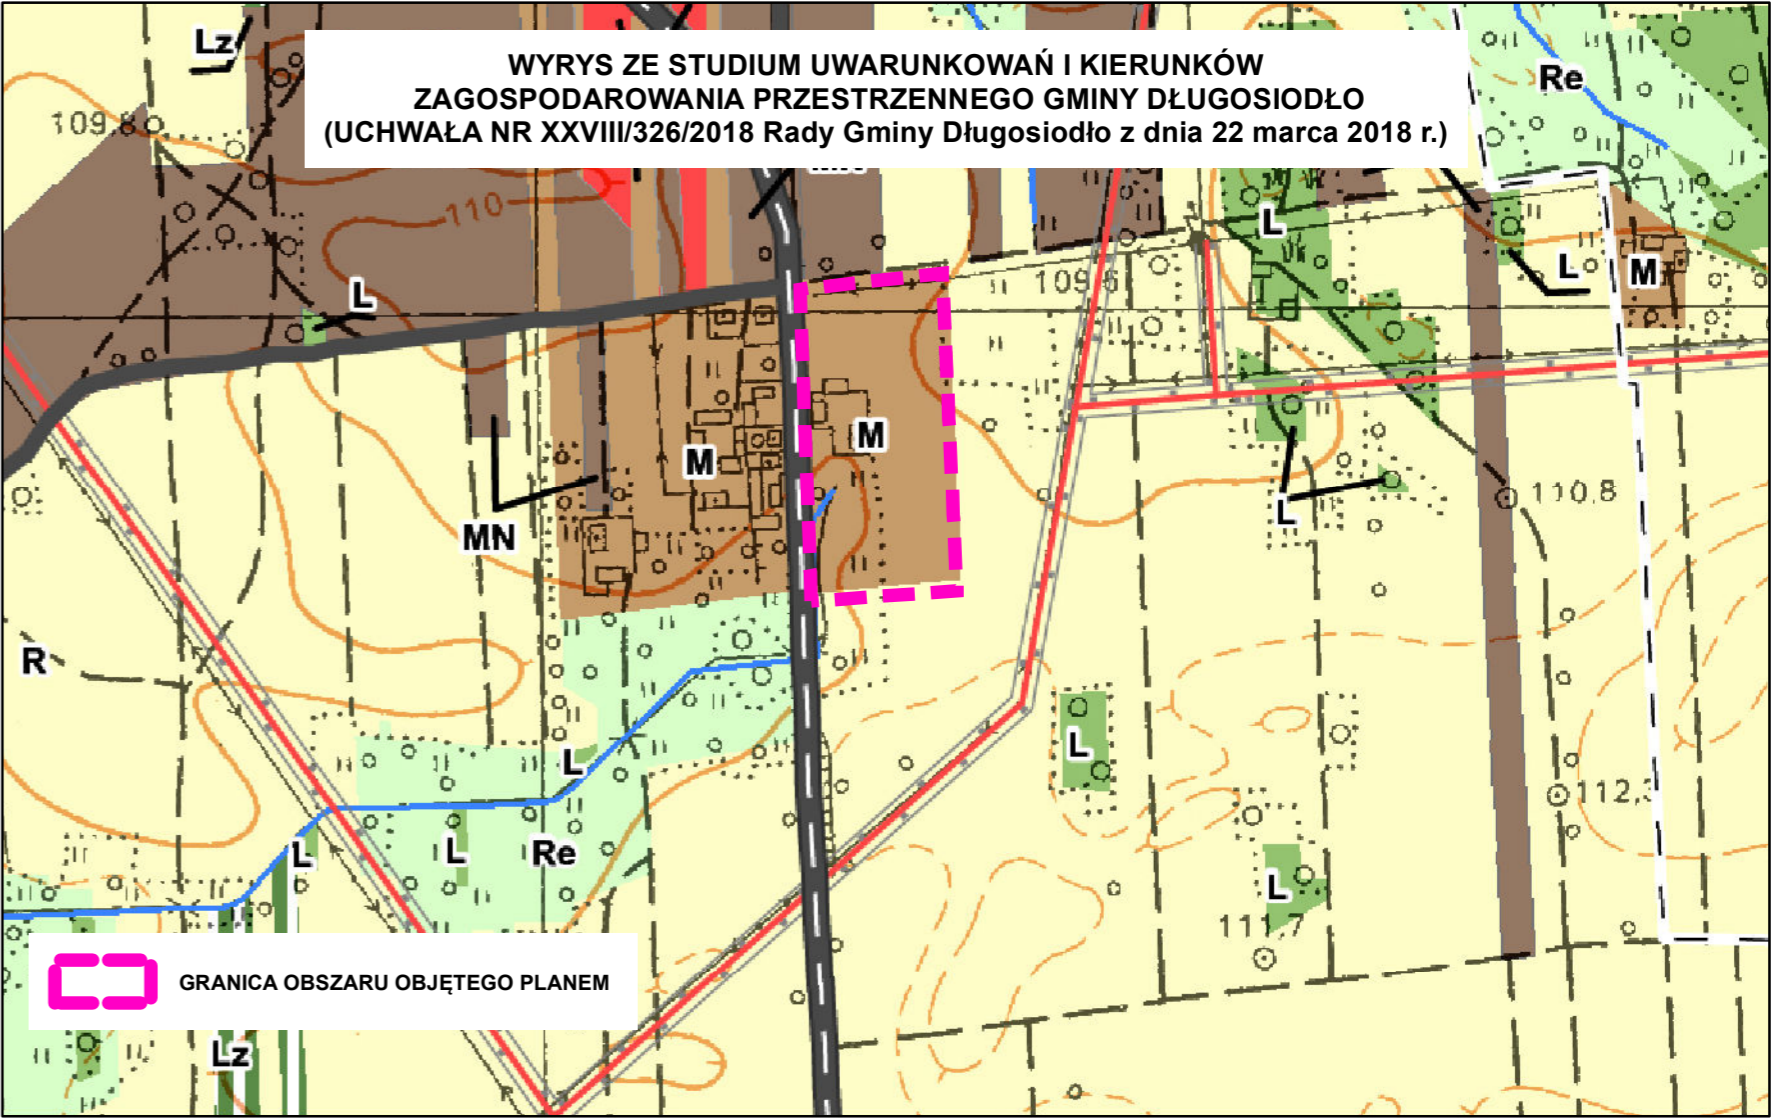 Lz
WYRYS ZE STUDIUM UWARUNKOWAŃ I KIERUNKÓW
ZAGOSPODAROWANIA PRZESTRZENNEGO GMINY DŁUGOSIODŁO
(UCHWAŁA NR XXVIII/326/2018 Rady Gminy Długosiodło z dnia 22 marca 2018 r.)
Re
109,8
110
L
L
L
M
109,6
M
M
L
110,8
MN
R
L
L
112,3
L
L
Re
L
111,7
GRANICA OBSZARU OBJĘTEGO PLANEM
Lz